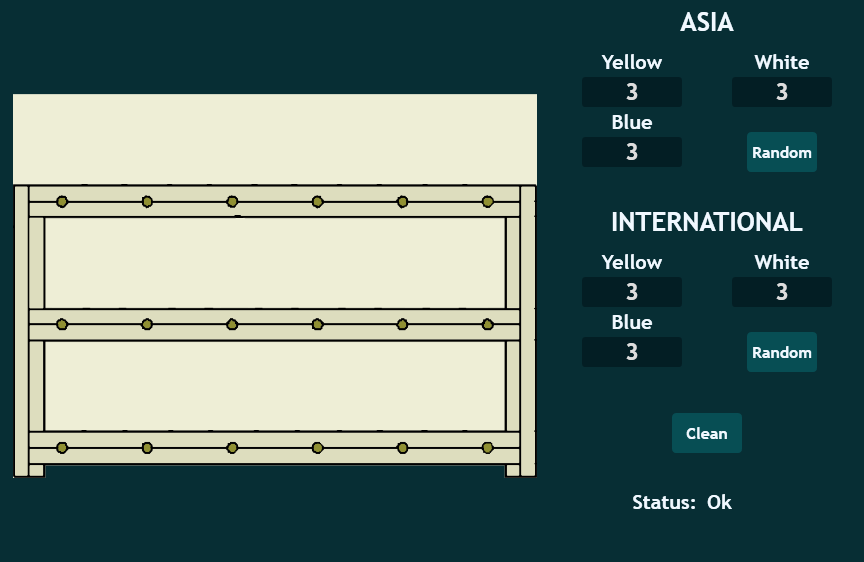 ASIA
Yellow White
3 3
Blue
3 Random
INTERNATIONAL
Yellow White
3 3
Blue
3 Random
Clean
Status: Ok